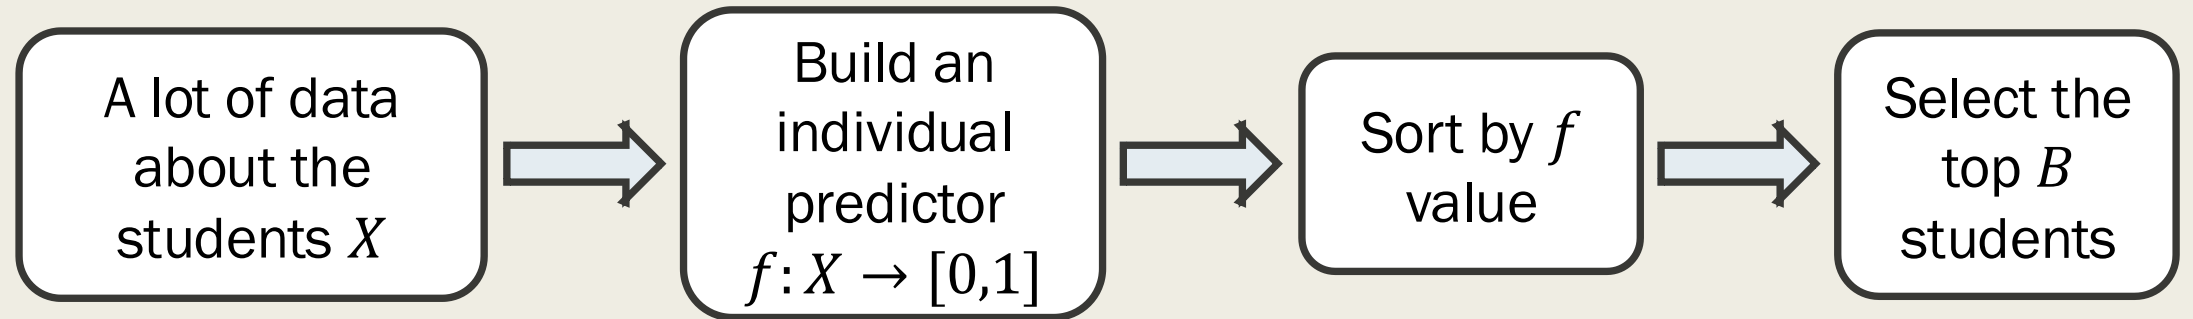 A lot of data
about the
students X
Build an
individual
predictor
f: X → [0,1]
Sort by f
value
Select the
top B
students